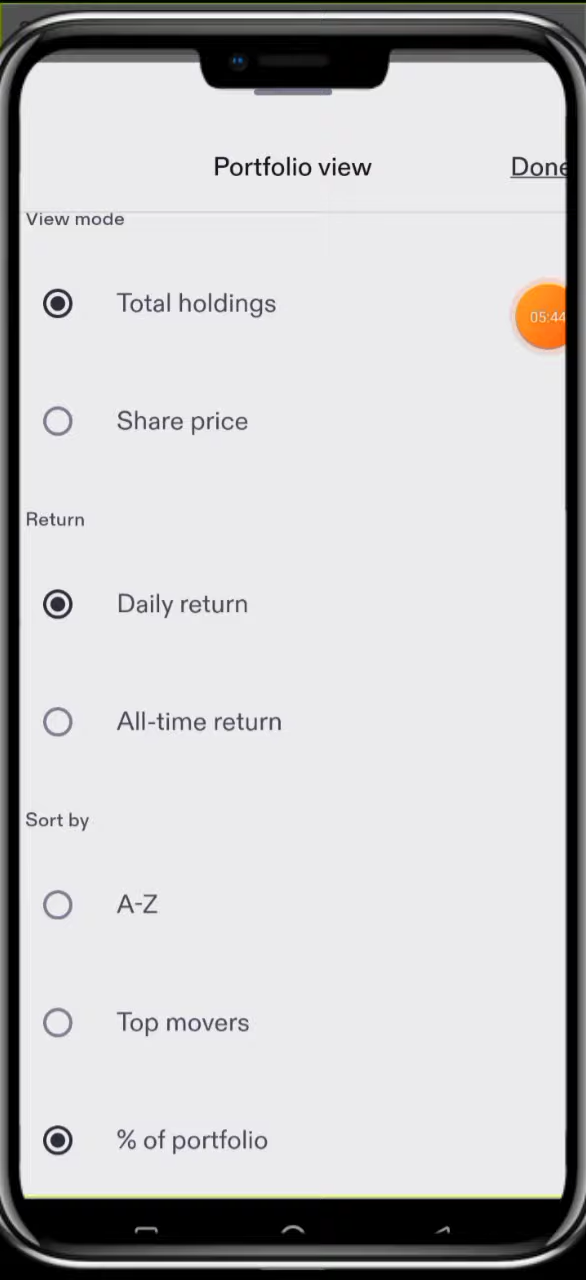 Portfolio view
Done
View mode
Total holdings
05:44
Share price
Return
Daily return
All-time return
Sort by
A-Z
Top movers
% of portfolio